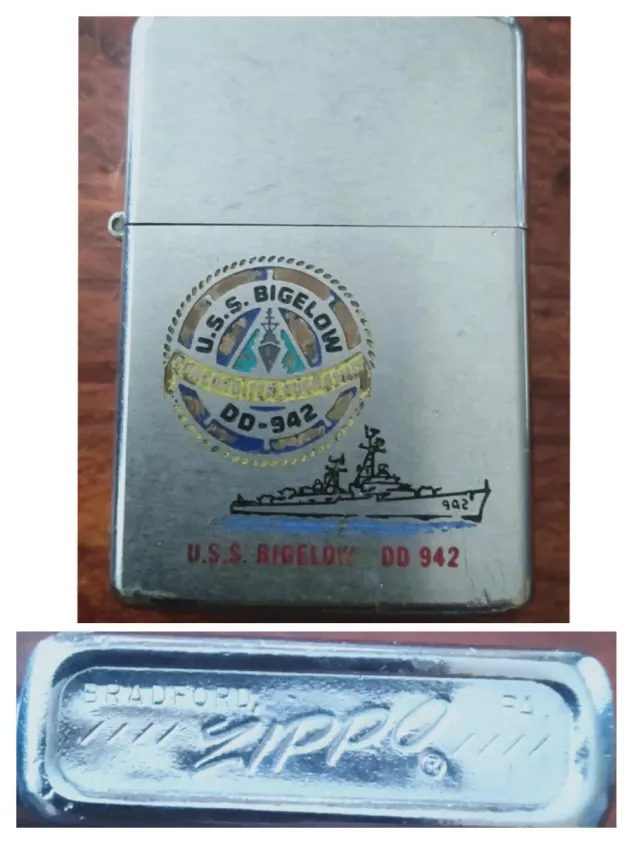 U.S.S. BIGELOW
DD-942
942
U.S.S. BIGELOW DD 942
BRADFORD, PA.
//// ZIPPO ® ////